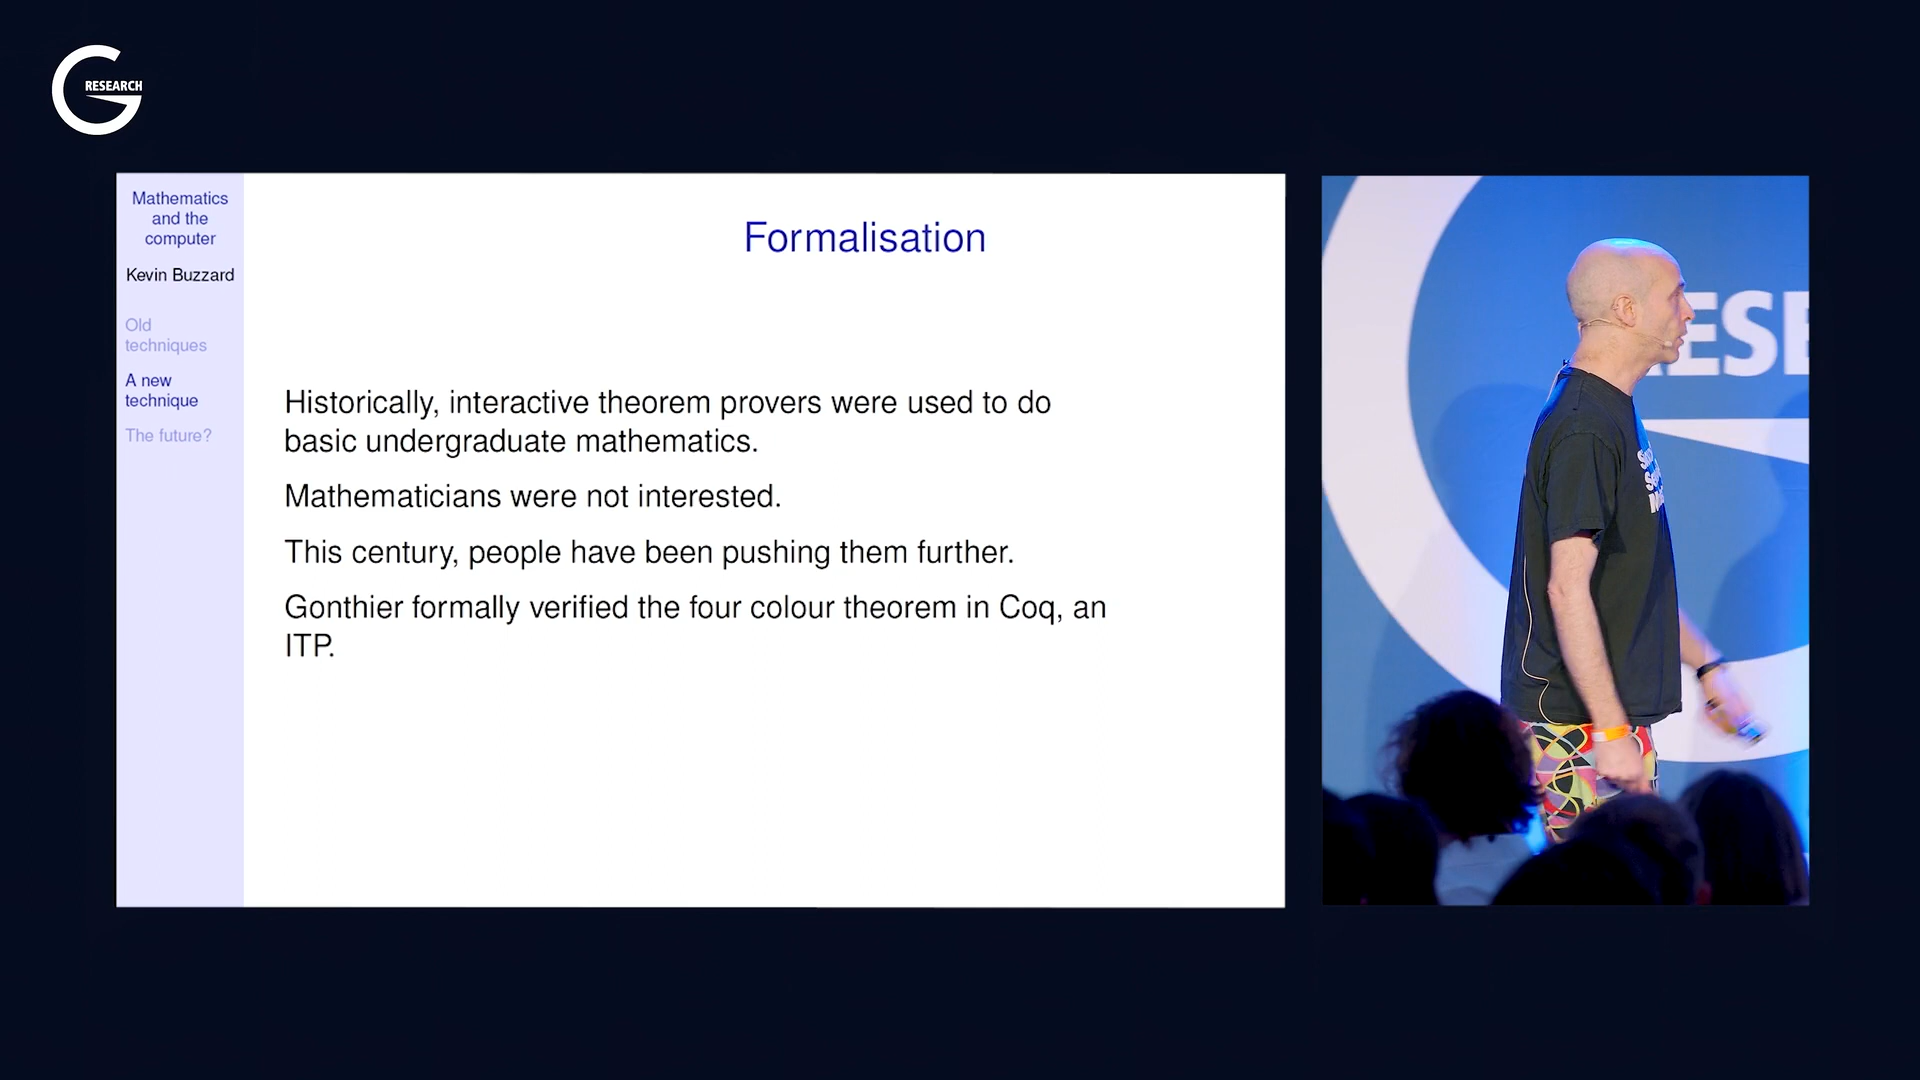 RESEARCH
Mathematics
and the
computer
Kevin Buzzard
Old
techniques
A new
technique
The future?
Formalisation
Historically, interactive theorem provers were used to do
basic undergraduate mathematics.
Mathematicians were not interested.
This century, people have been pushing them further.
Gonthier formally verified the four colour theorem in Coq, an
ITP.
ESE